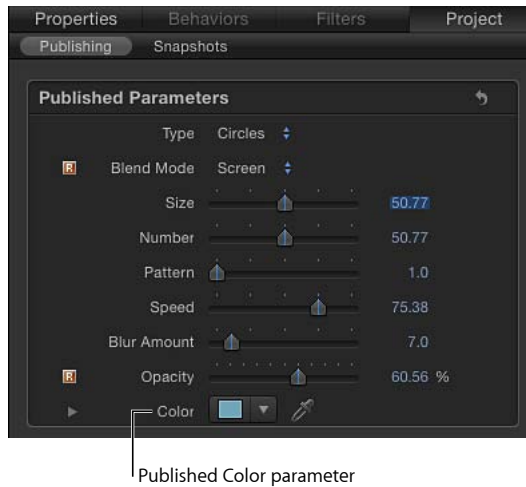 Properties Behaviors Filters Project
Publishing Snapshots
Published Parameters
Type Circles
R Blend Mode Screen
Size 50.77
Number 50.77
Pattern 1.0
Speed 75.38
Blur Amount 7.0
R Opacity 60.56 %
Color
Published Color parameter